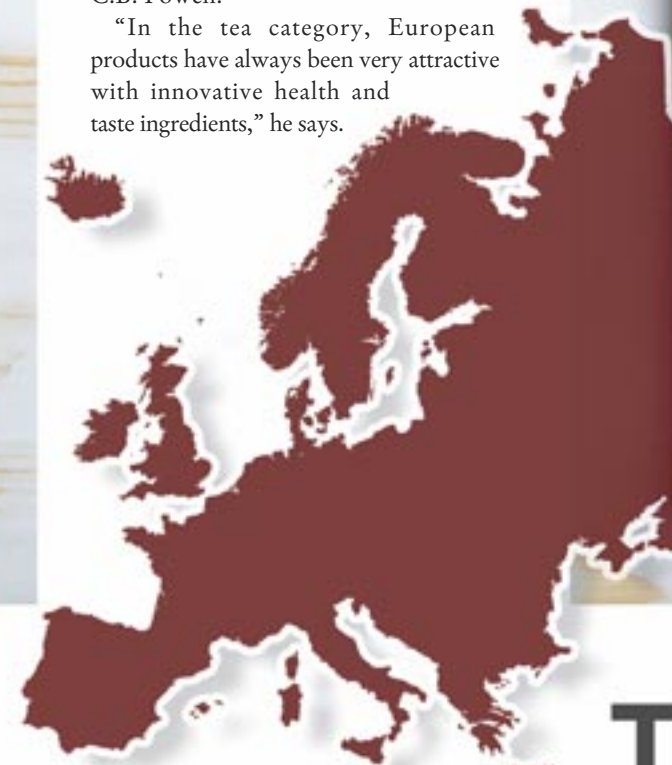 C.B. Powell.
“In the tea category, European
products have always been very attractive
with innovative health and
taste ingredients,” he says.
T